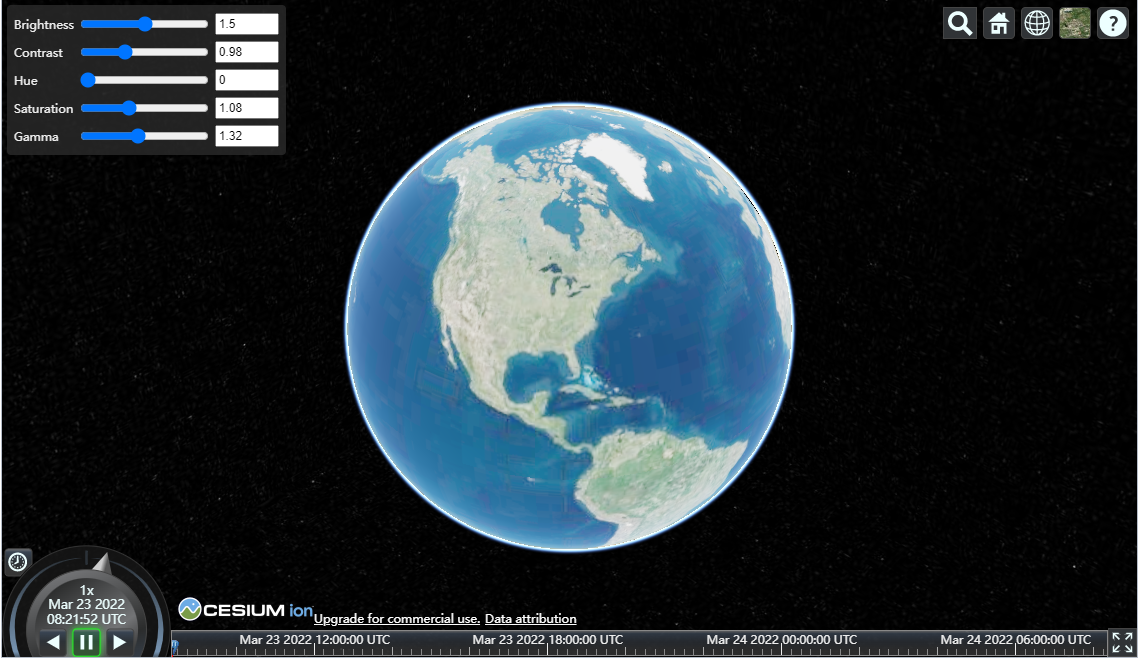 Brightness 1.5
Contrast 0.98
Hue 0
Saturation 1.08
Gamma 1.32
?
1x
Mar 23 2022
08:21:52 UTC
CESIUM ion Upgrade for commercial use. Data attribution
Mar 23 2022 12:00:00 UTC Mar 23 2022 18:00:00 UTC Mar 24 2022 00:00:00 UTC Mar 24 2022 06:00:00 UTC